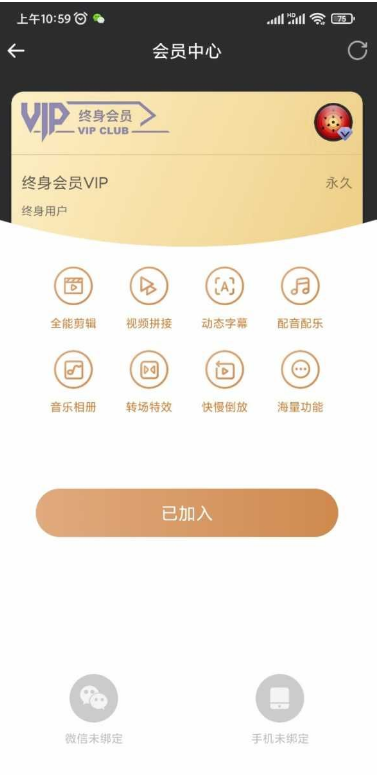 上午10:59
HD
75
会员中心
VIP 终身会员
VIP CLUB
终身会员VIP
永久
终身用户
全能剪辑
视频拼接
动态字幕
配音配乐
音乐相册
转场特效
快慢倒放
海量功能
已加入
微信未绑定
手机未绑定